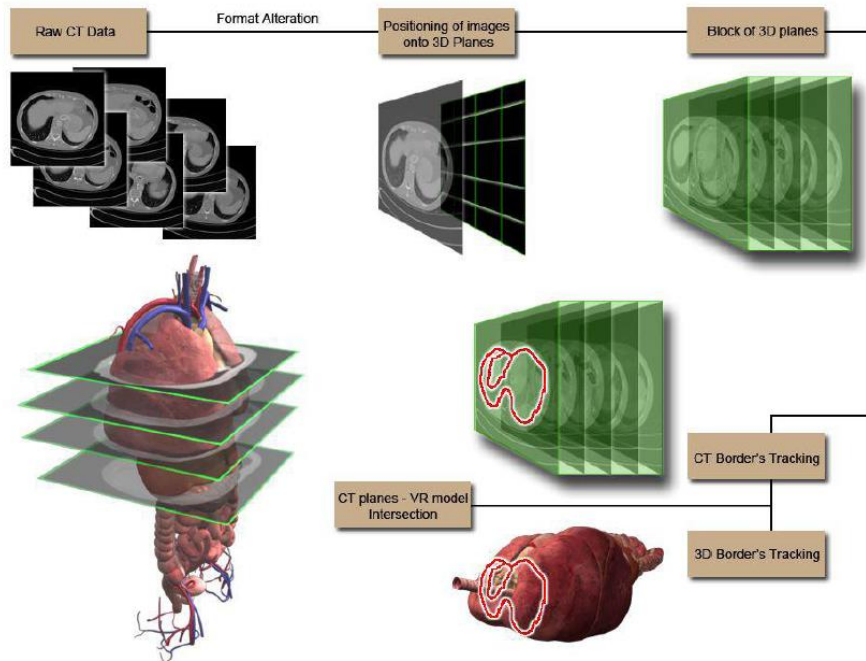 Raw CT Data
Format Alteration
Positioning of images
onto 3D Planes
Block of 3D planes
CT Border's Tracking
CT planes - VR model
Intersection
3D Border's Tracking